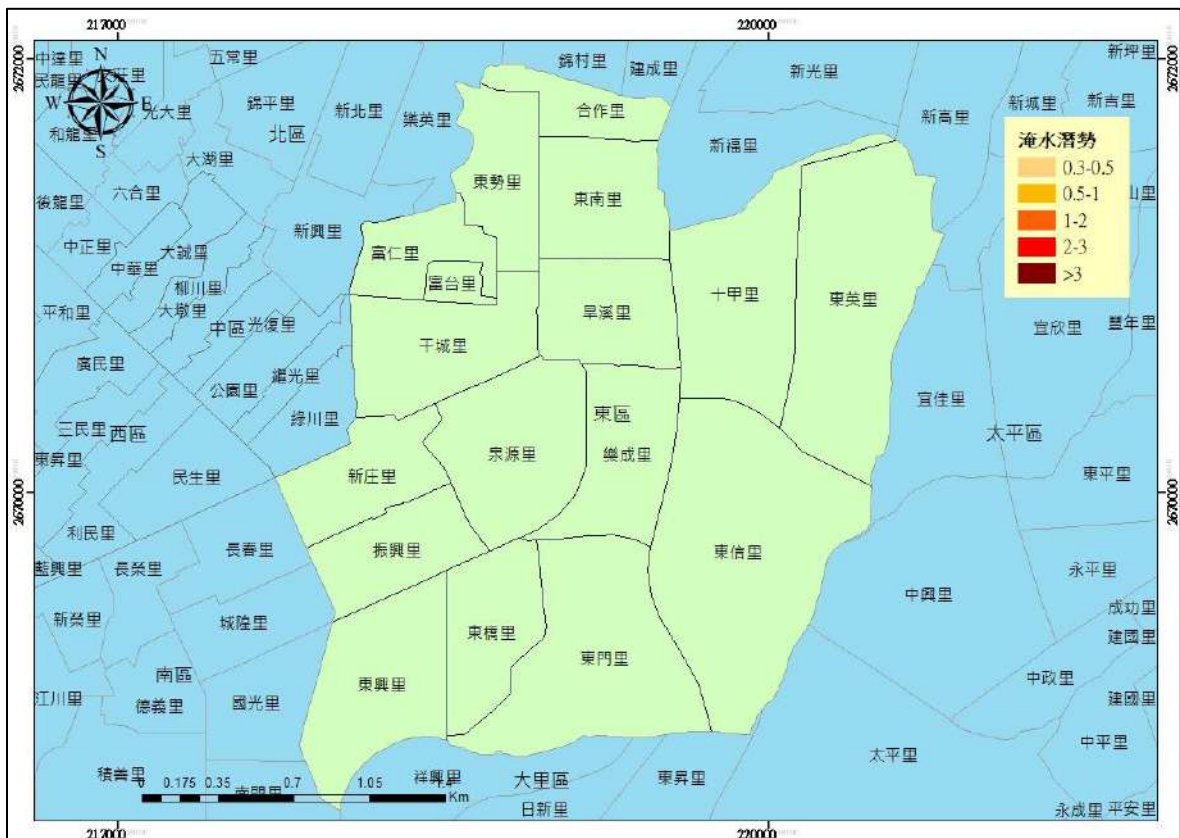 217000 220000
2672000 2672000
N
W E
S
中達里 五常里 錦村里 建成里 新光里 新坪里
民龍里 光大里 錦平里 新北里 樂英里 合作里 新高里 新城里 新吉里
和龍里 大湖里 北區 新福里
淹水潛勢
0.3-0.5
0.5-1
1-2
2-3
>3
後龍里 六合里 東勢里 東南里 山里
中正里 中華里 大誠里 新興里 富仁里
柳川里 富台里 十甲里 東英里
平和里 大墩里 中區 光復里 干城里 旱溪里 宜欣里 豐年里
廣民里 公園里 繼光里 宜佳里
三民里 西區 綠川里 東區 太平區
東昇里 民生里 新庄里 泉源里 樂成里 東平里
2670000 2670000
利民里 長春里 振興里 東信里
藍興里 長榮里 永平里
新榮里 城隍里 東橋里 東門里 中興里 成功里
建國里
南區 東興里 中政里
江川里 德義里 國光里 建國里
積善里 祥興里 大里區 東昇里 太平里 中平里
南門里 日新里 永成里 平安里
0 0.175 0.35 0.7 1.05 1.4
Km
217000 220000